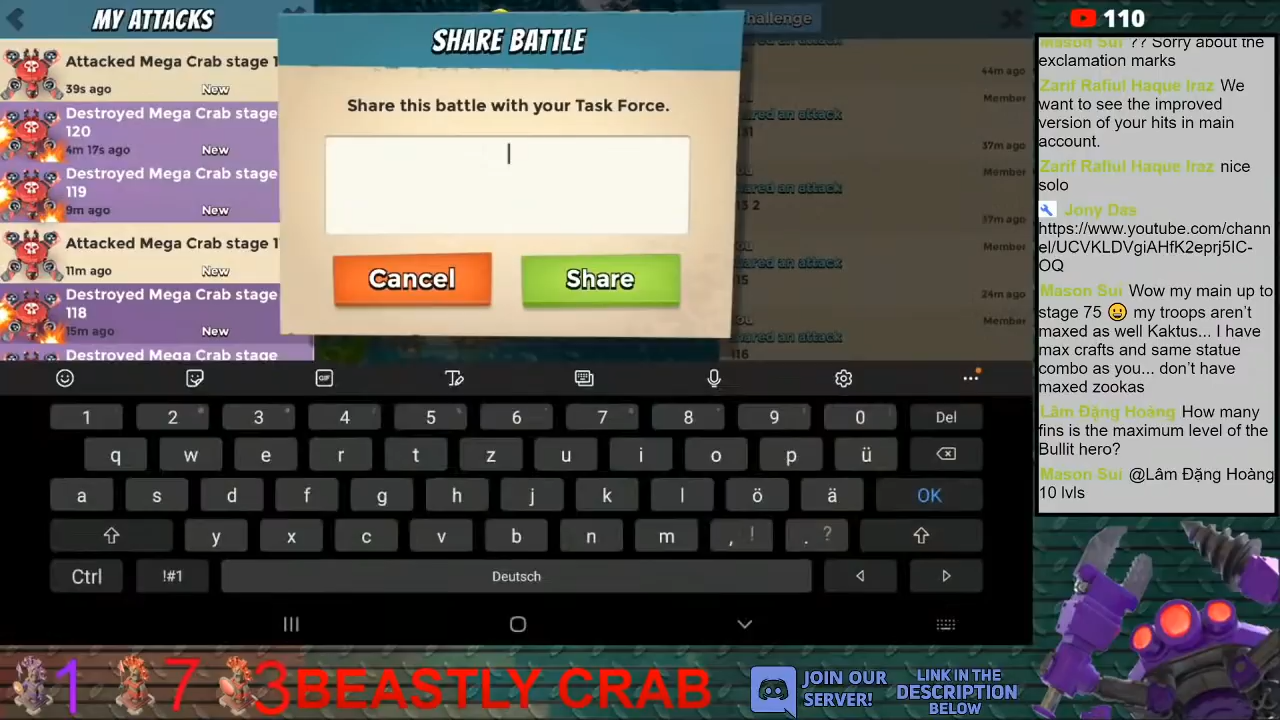 MY ATTACKS
Attacked Mega Crab stage 1
39s ago
New
Destroyed Mega Crab stage
120
4m 17s ago
New
Destroyed Mega Crab stage
119
9m ago
New
Attacked Mega Crab stage 1
11m ago
New
Destroyed Mega Crab stage
118
15m ago
New
Destroyed Mega Crab stage
SHARE BATTLE
Share this battle with your Task Force.
Cancel
Share
44m ago
Member
37m ago
Member
37m ago
Member
24m ago
Member
110
Mason Sui ?? Sorry about the
exclamation marks
Zarif Rafiul Haque Iraz We
want to see the improved
version of your hits in main
account.
Zarif Rafiul Haque Iraz nice
solo
Jony Das
https://www.youtube.com/chann
el/UCVKLDVgiAHfK2eprj5IC-
OQ
Mason Sui Wow my main up to
stage 75 😀 my troops aren't
maxed as well Kaktus... I have
max crafts and same statue
combo as you... don't have
maxed zookas
Lâm Đặng Hoàng How many
fins is the maximum level of the
Bullit hero?
Mason Sui @Lâm Đặng Hoàng
10 lvls
GIF
1 2 3 4 5 6 7 8 9 0 Del
q w e r t z u i o p ü
a s d f g h j k l ö ä OK
y x c v b n m , ! . ?
Ctrl !#1 Deutsch
1 7 3 BEASTLY CRAB
JOIN OUR
SERVER!
LINK IN THE
DESCRIPTION
BELOW